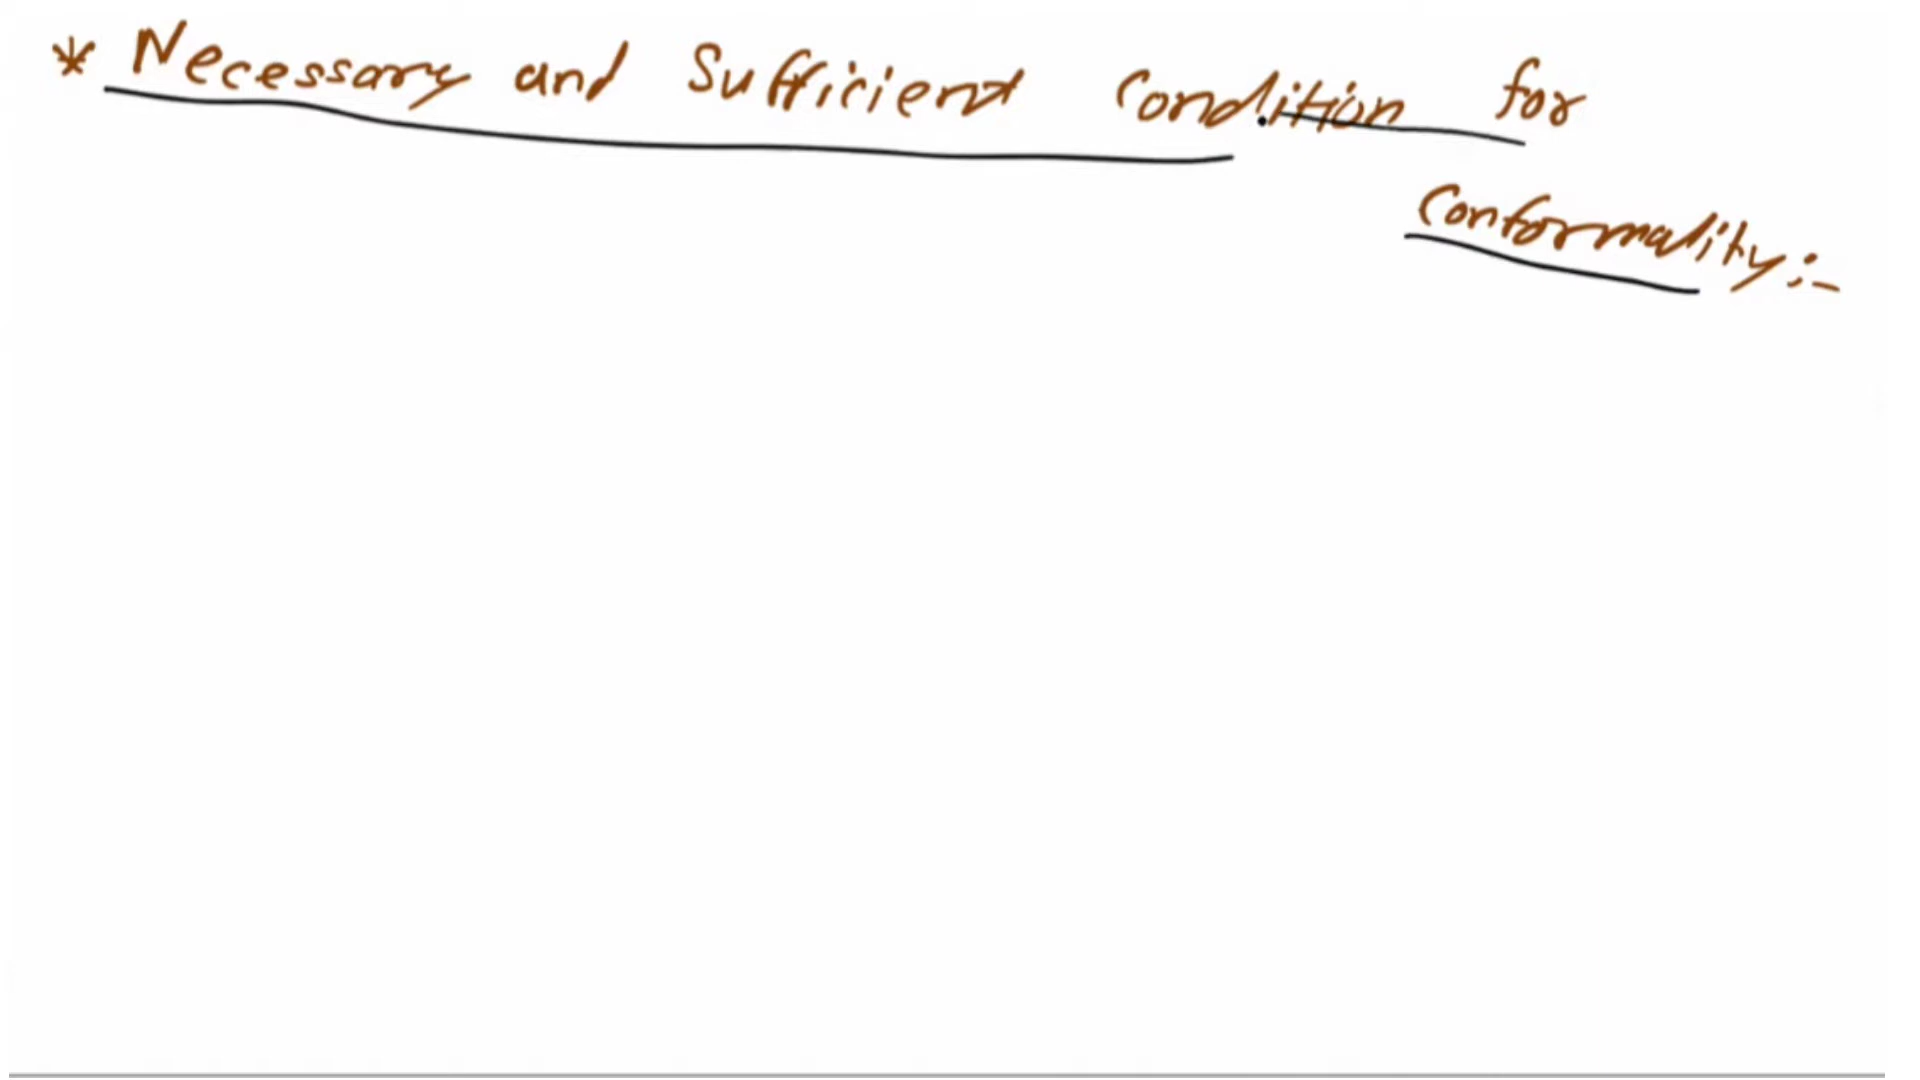 * Necessary and Sufficient Condition for
Conformality:-